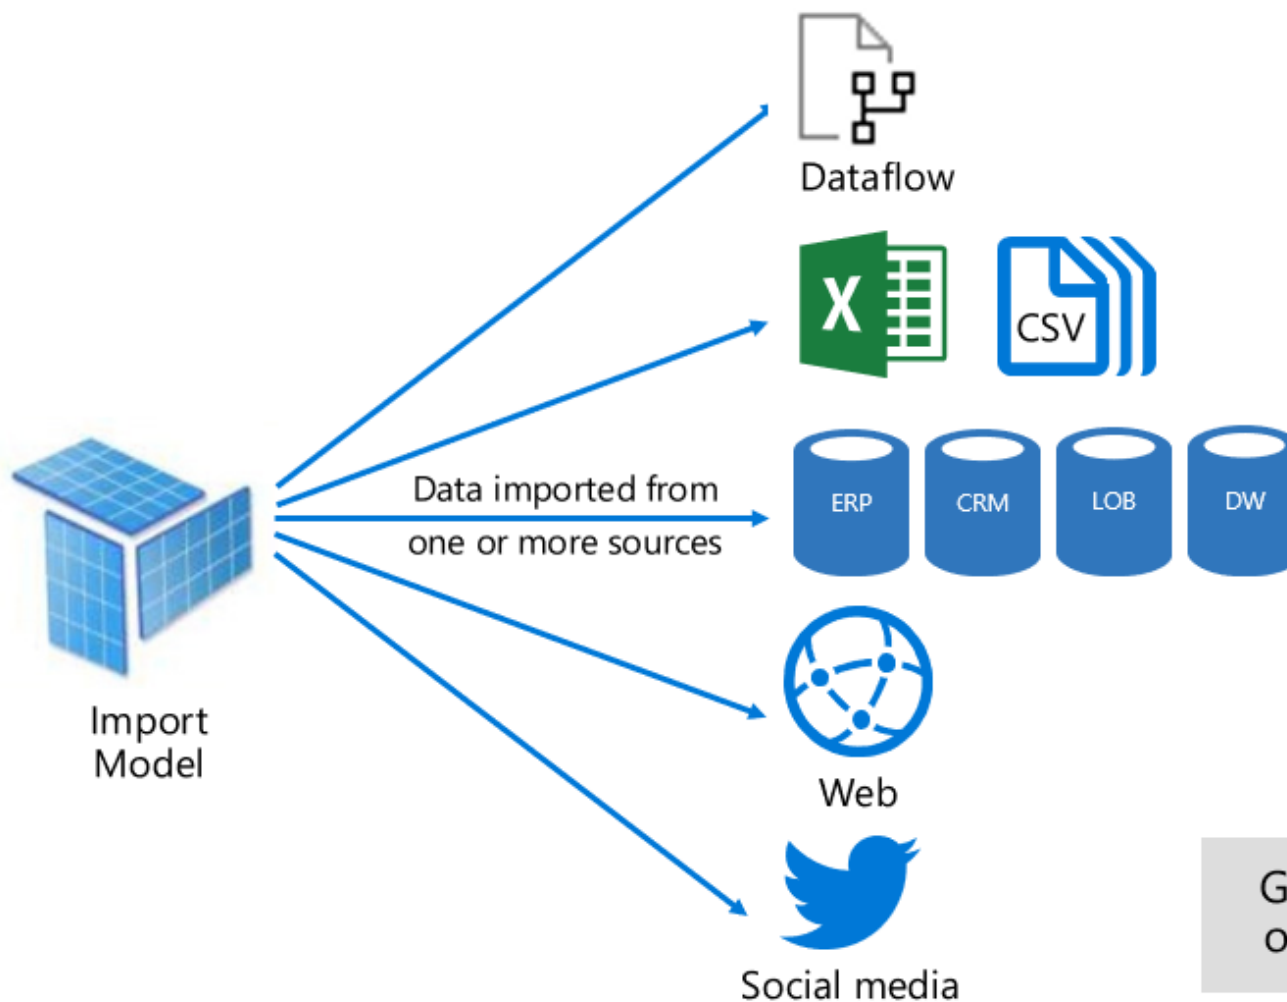 Dataflow
X
CSV
ERP
CRM
LOB
DW
Data imported from
one or more sources
Import
Model
Web
Social media